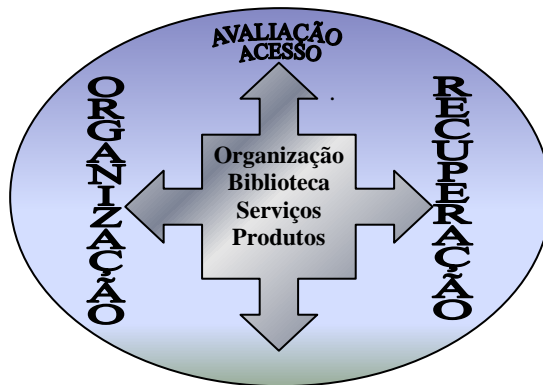 AVALIAÇÃO
ACESSO
ORGANIZAÇÃO
Organização
Biblioteca
Serviços
Produtos
RECUPERAÇÃO